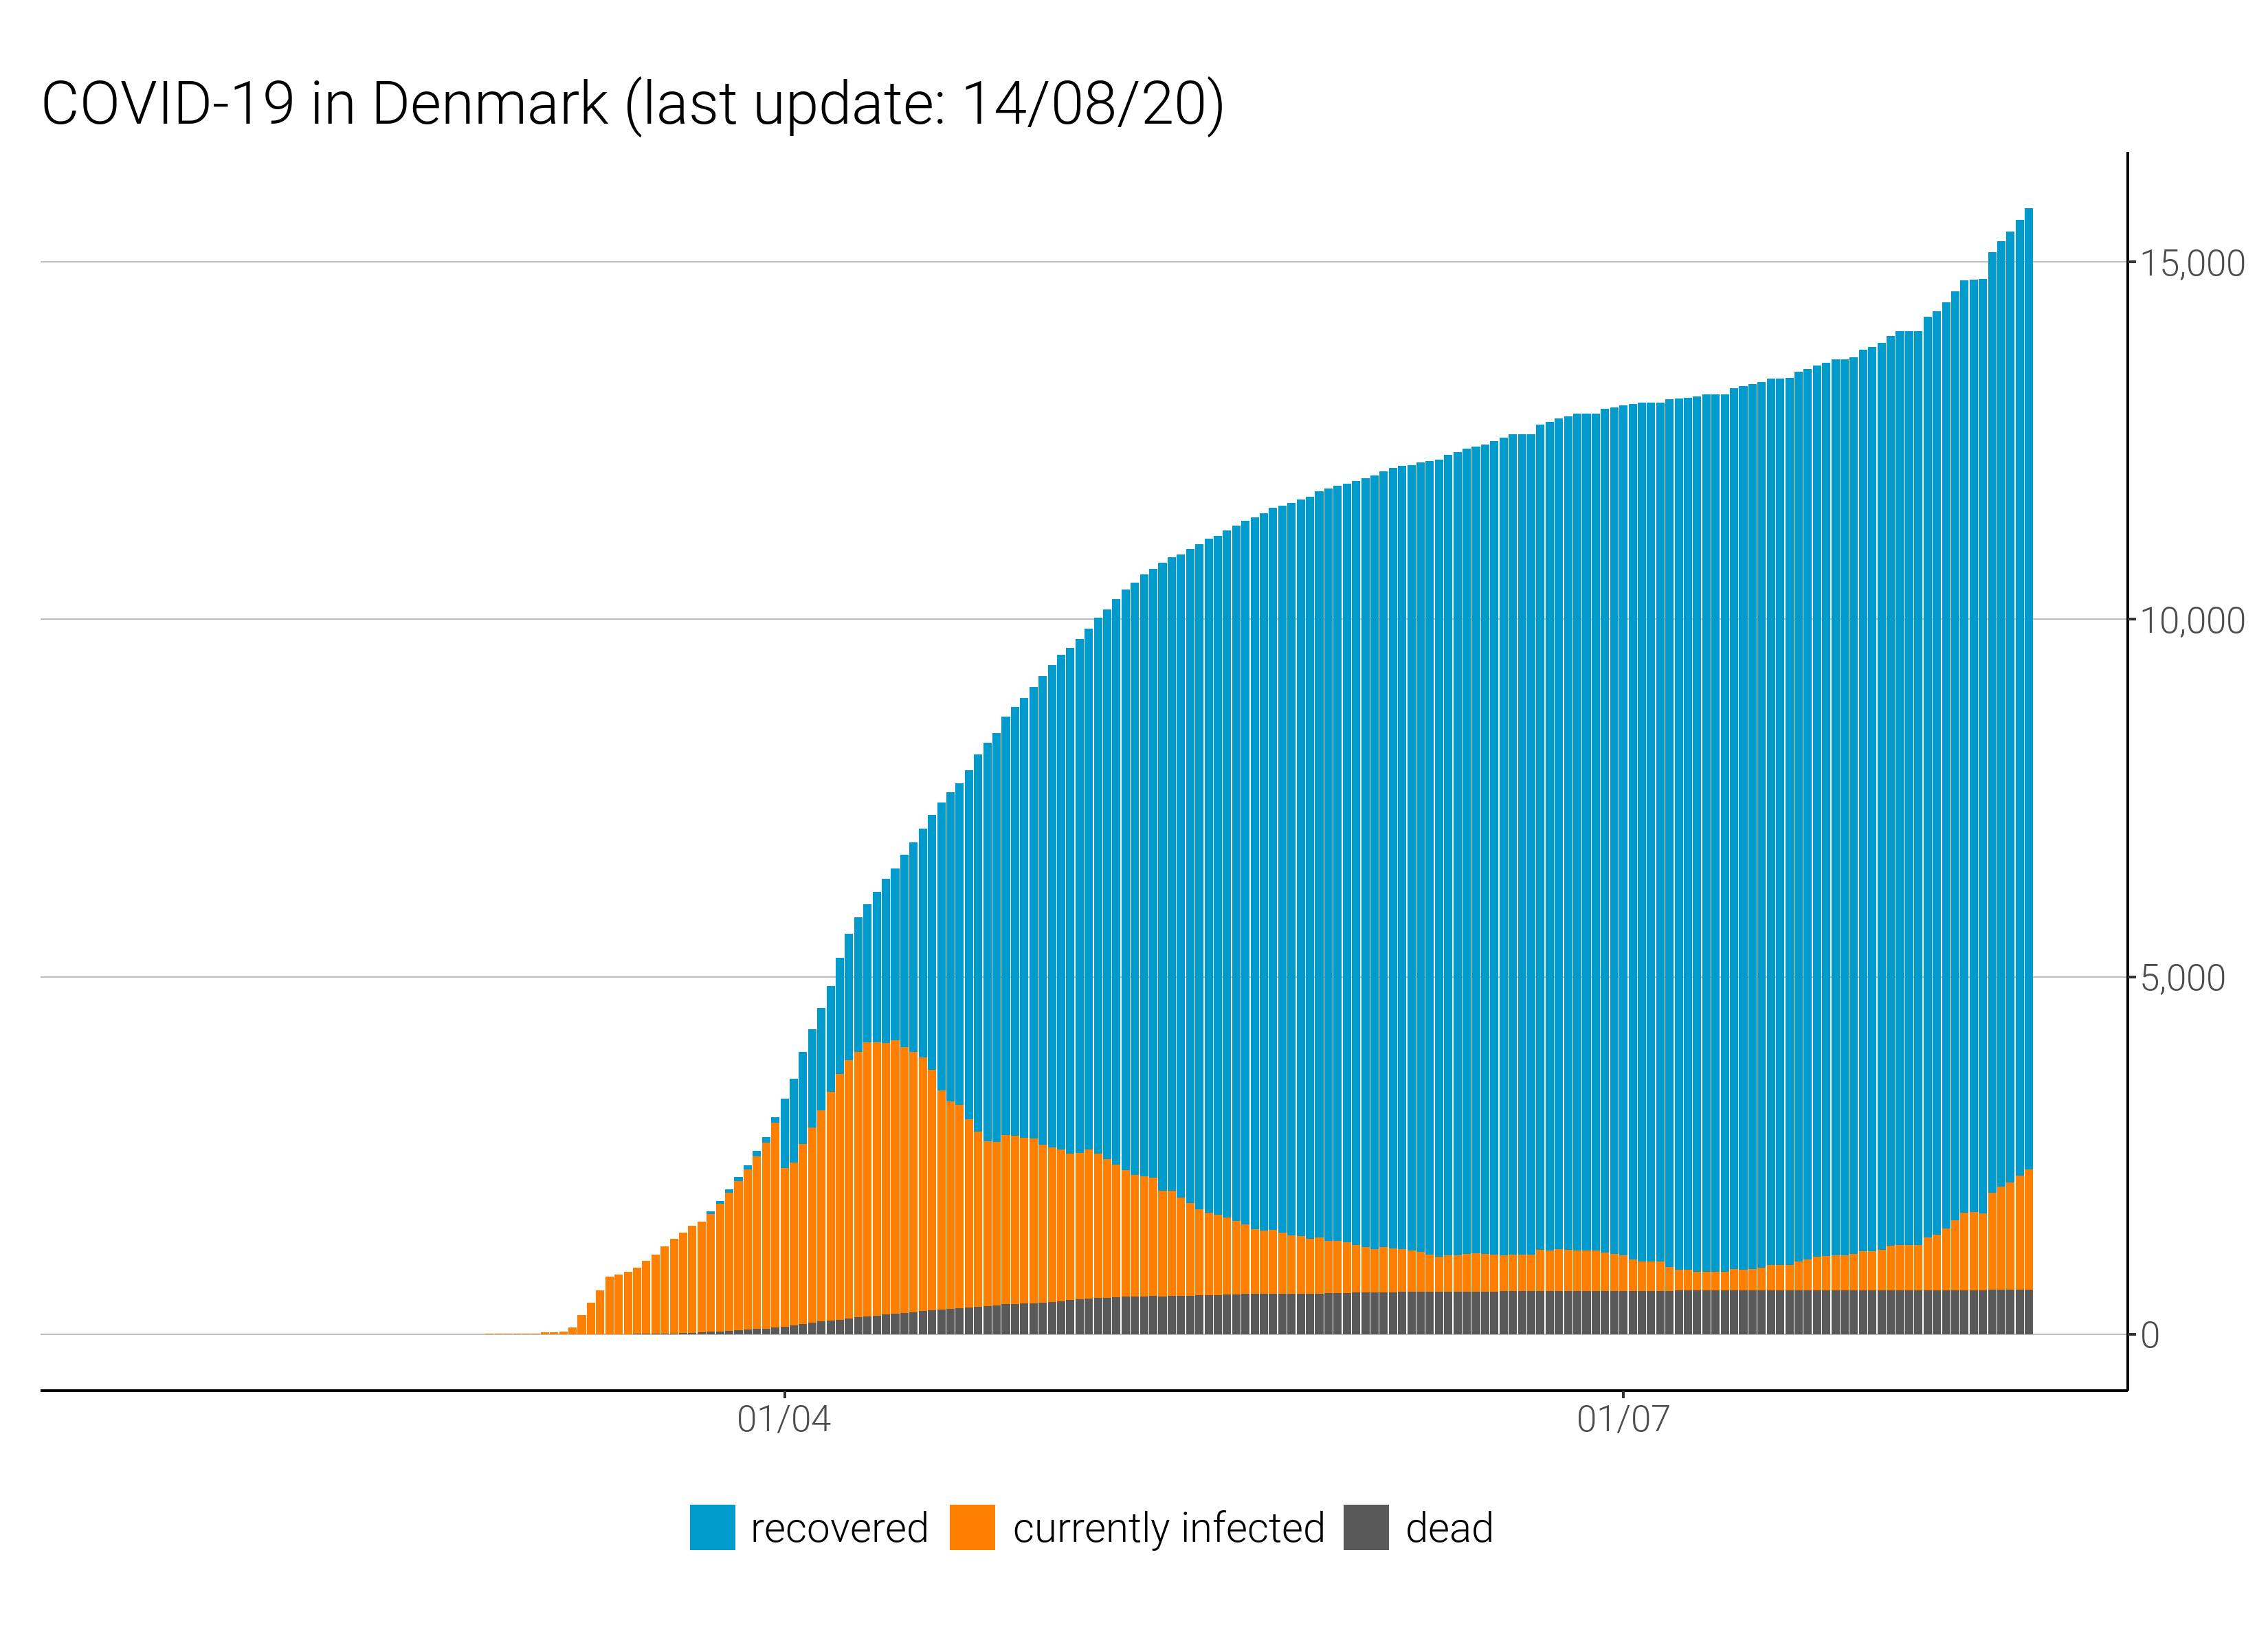 COVID-19 in Denmark (last update: 14/08/20)
15,000
10,000
5,000
0
01/04 01/07
recovered currently infected dead